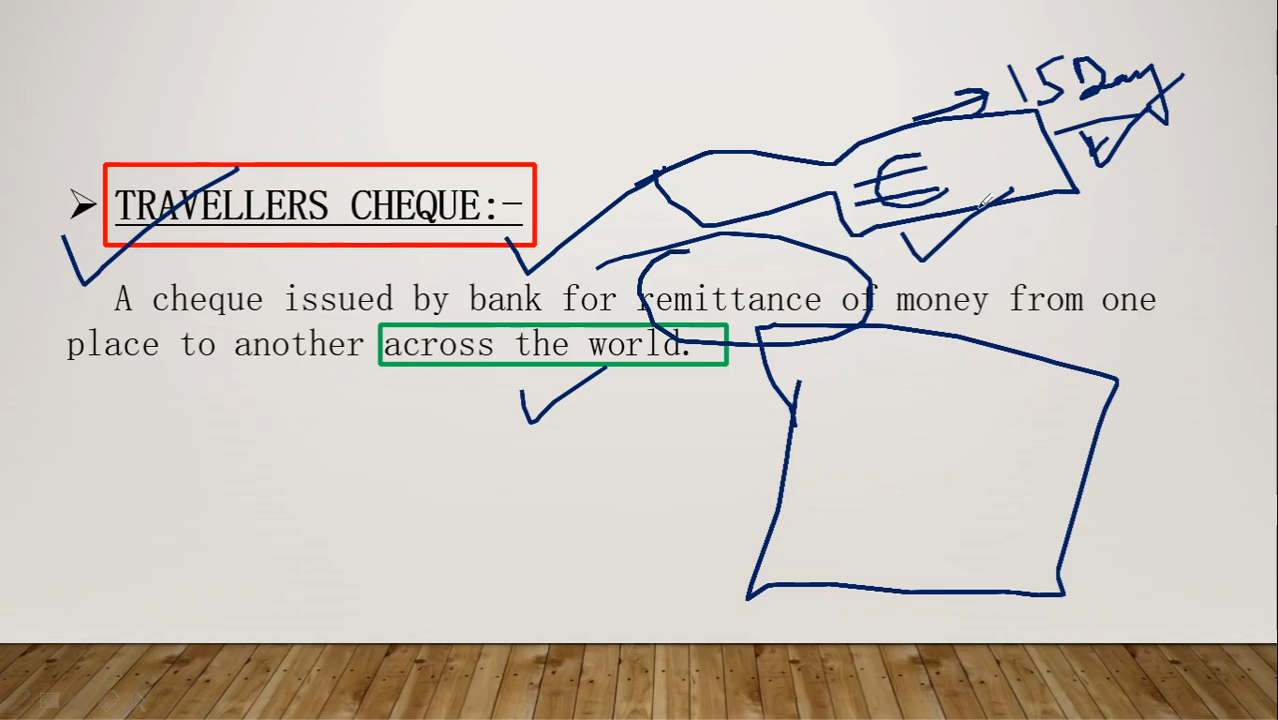 15 Day
€
➢ TRAVELLERS CHEQUE:-
A cheque issued by bank for remittance of money from one
place to another across the world.